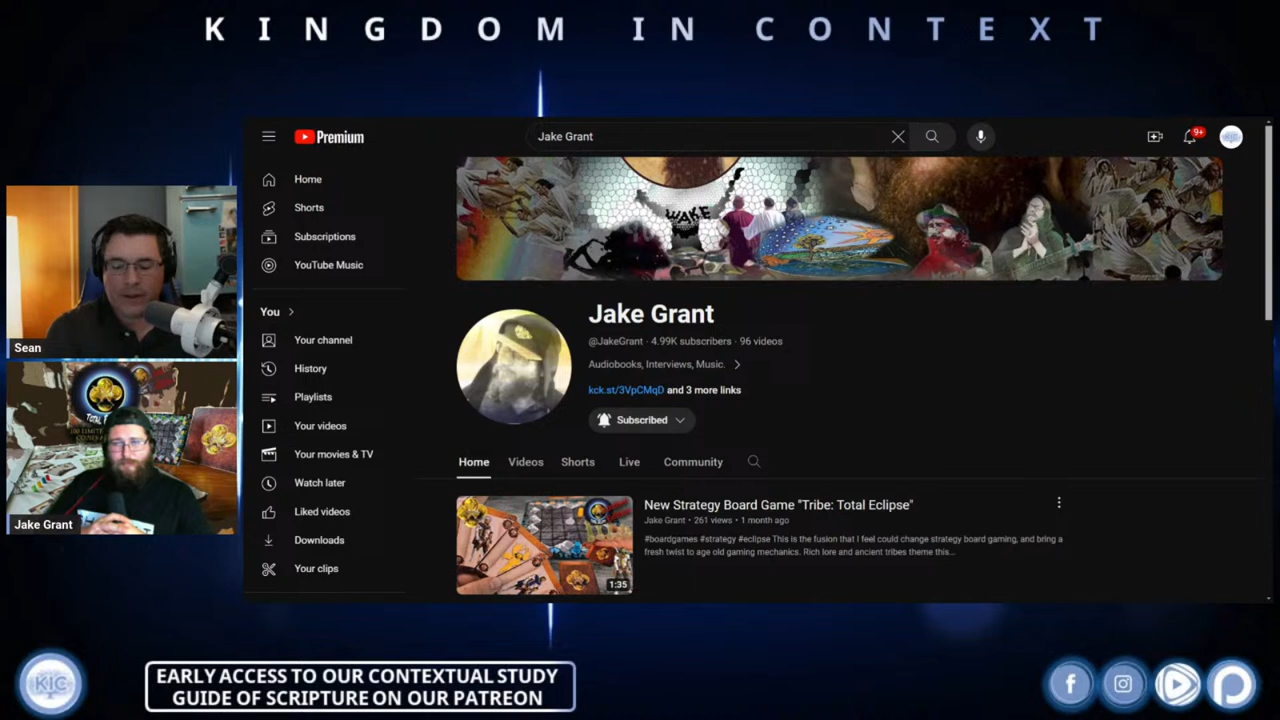 KINGDOM IN CONTEXT
Premium
Jake Grant
9+
Home
Shorts
Subscriptions
YouTube Music
You
Your channel
History
Playlists
Your videos
Your movies & TV
Watch later
Liked videos
Downloads
Your clips
WAKE
Jake Grant
@JakeGrant · 4.99K subscribers · 96 videos
Audiobooks, Interviews, Music.
kck.st/3VpCMqD and 3 more links
Subscribed
Home Videos Shorts Live Community
New Strategy Board Game "Tribe: Total Eclipse"
Jake Grant • 261 views • 1 month ago
#boardgames #strategy #eclipse This is the fusion that I feel could change strategy board gaming, and bring a
fresh twist to age old gaming mechanics. Rich lore and ancient tribes theme this...
1:35
Sean
Jake Grant
KIC
EARLY ACCESS TO OUR CONTEXTUAL STUDY
GUIDE OF SCRIPTURE ON OUR PATREON